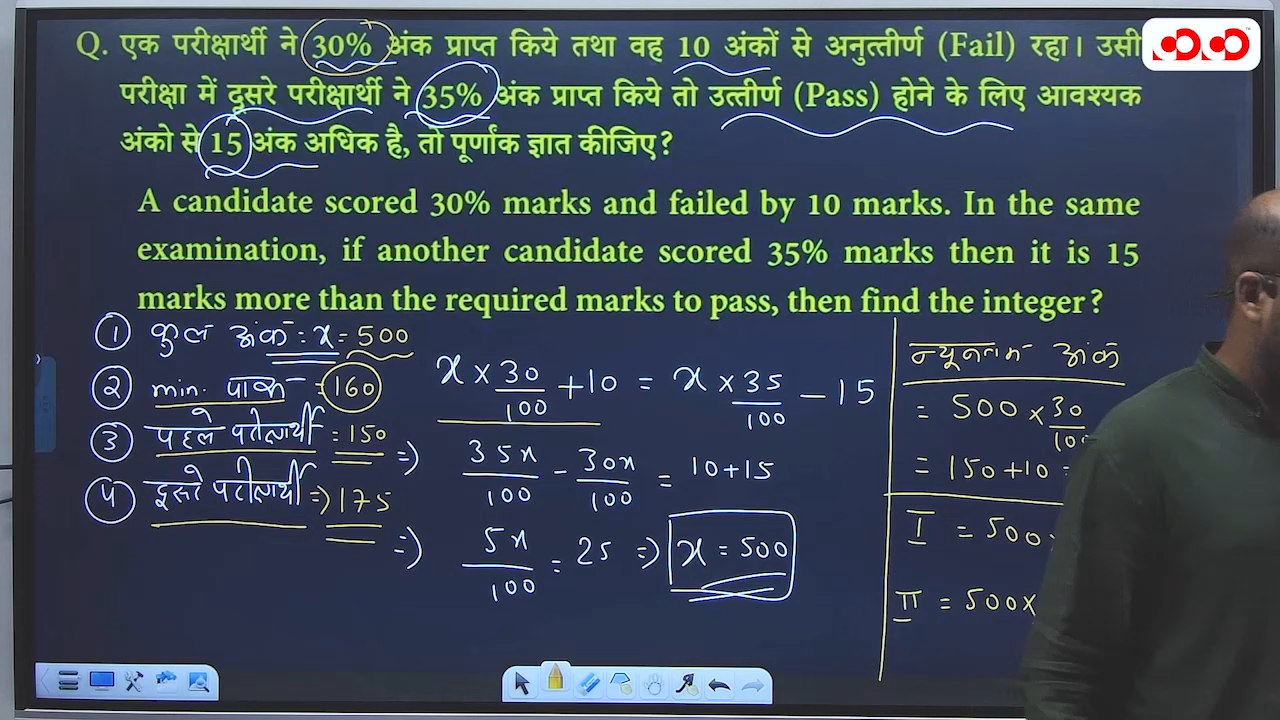 Q. एक परीक्षार्थी ने 30% अंक प्राप्त किये तथा वह 10 अंकों से अनुत्तीर्ण (Fail) रहा। उसी
परीक्षा में दूसरे परीक्षार्थी ने 35% अंक प्राप्त किये तो उत्तीर्ण (Pass) होने के लिए आवश्यक
अंको से 15 अंक अधिक है, तो पूर्णांक ज्ञात कीजिए?
A candidate scored 30% marks and failed by 10 marks. In the same
examination, if another candidate scored 35% marks then it is 15
marks more than the required marks to pass, then find the integer?
① कुल अंक : x = 500
② min. पासांक = 160
③ पहले परीक्षार्थी = 150
④ दूसरे परीक्षार्थी => 175
x × 30/100 + 10 = x × 35/100 - 15
=> 35x/100 - 30x/100 = 10+15
=> 5x/100 = 25 => x = 500
न्यूनतम अंक
= 500 × 30/100
= 150+10 =
I = 500
II = 500×